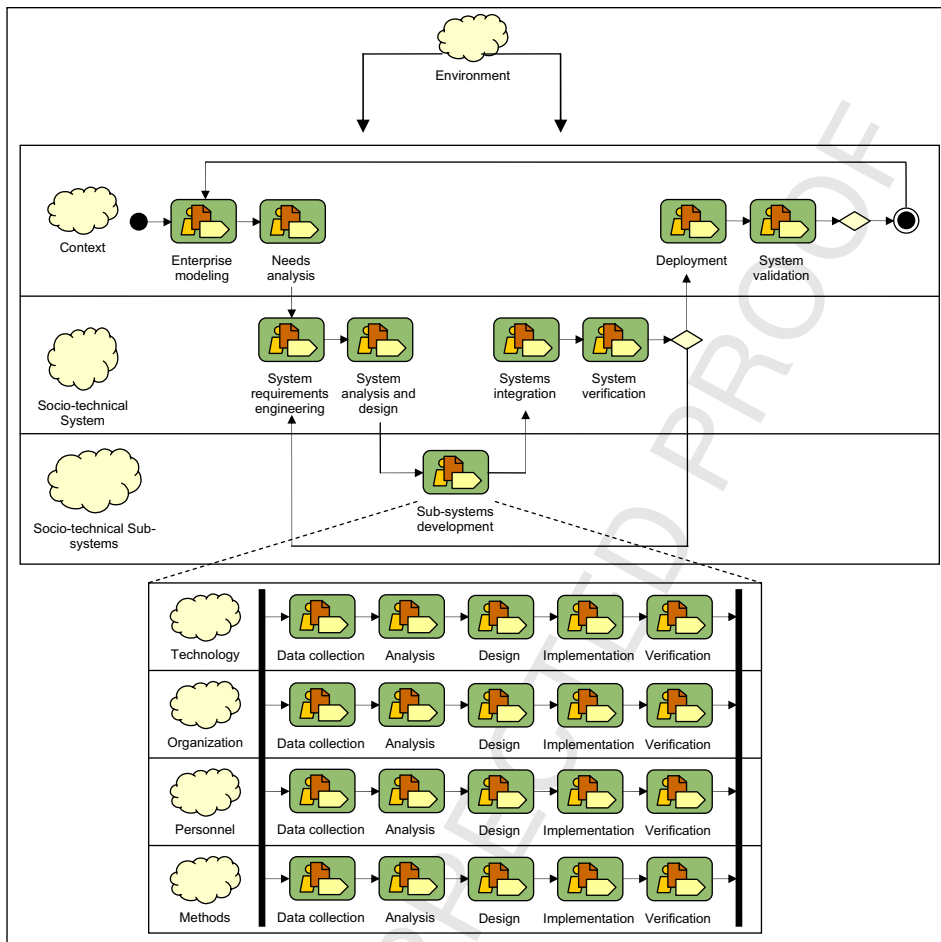 Environment
Context
Enterprise
modeling
Needs
analysis
Deployment
System
validation
Socio-technical
System
System
requirements
engineering
System
analysis and
design
Systems
integration
System
verification
Socio-technical Sub-
systems
Sub-systems
development
Technology
Data collection
Analysis
Design
Implementation
Verification
Organization
Data collection
Analysis
Design
Implementation
Verification
Personnel
Data collection
Analysis
Design
Implementation
Verification
Methods
Data collection
Analysis
Design
Implementation
Verification
PECTED PROOF